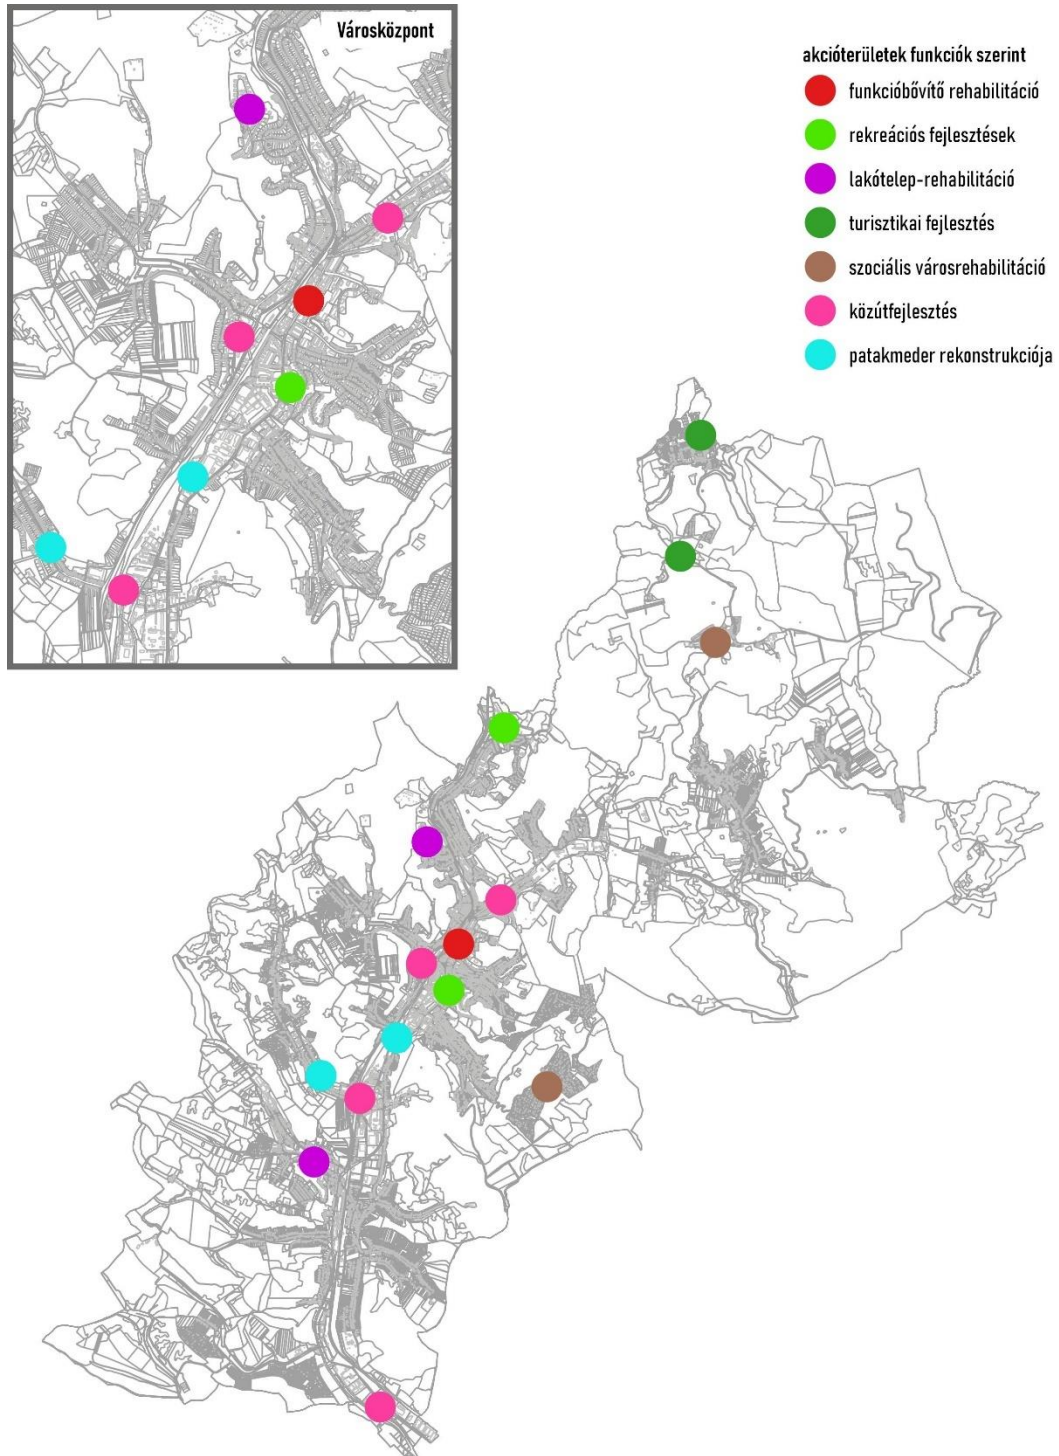 Városközpont
akcióterületek funkciók szerint
funkcióbővítő rehabilitáció
rekreációs fejlesztések
lakótelep-rehabilitáció
turisztikai fejlesztés
szociális városrehabilitáció
közútfejlesztés
patakmeder rekonstrukciója